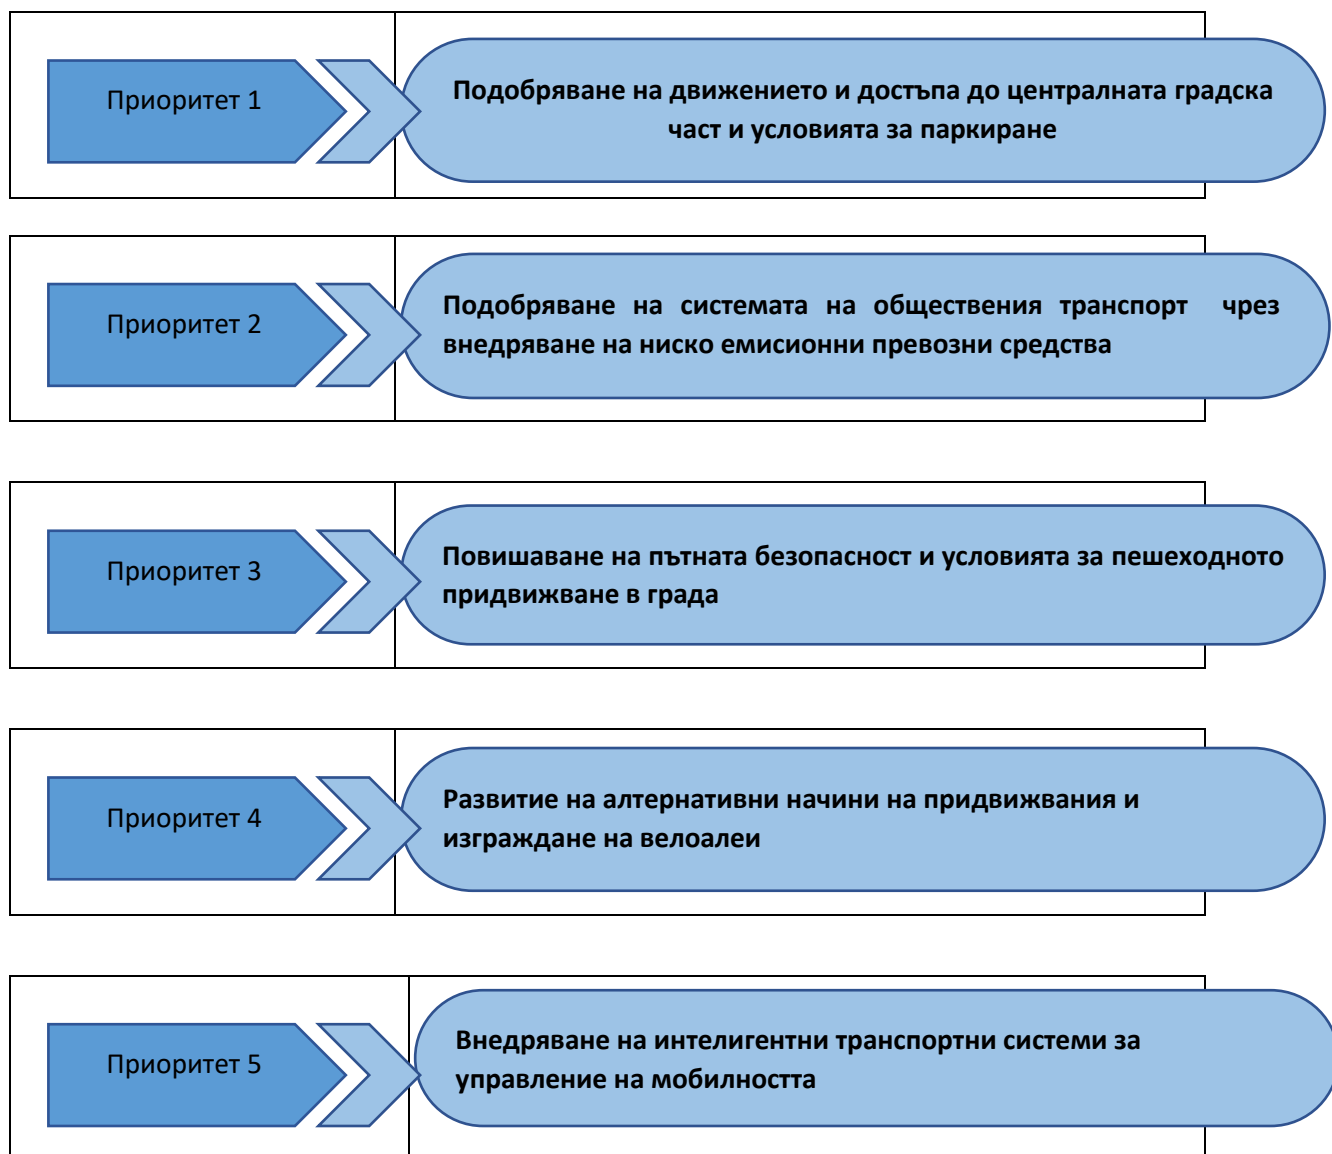 Приоритет 1
Подобряване на движението и достъпа до централната градска
част и условията за паркиране
Приоритет 2
Подобряване на системата на обществения транспорт чрез
внедряване на ниско емисионни превозни средства
Приоритет 3
Повишаване на пътната безопасност и условията за пешеходното
придвижване в града
Приоритет 4
Развитие на алтернативни начини на придвижвания и
изграждане на велоалеи
Приоритет 5
Внедряване на интелигентни транспортни системи за
управление на мобилността